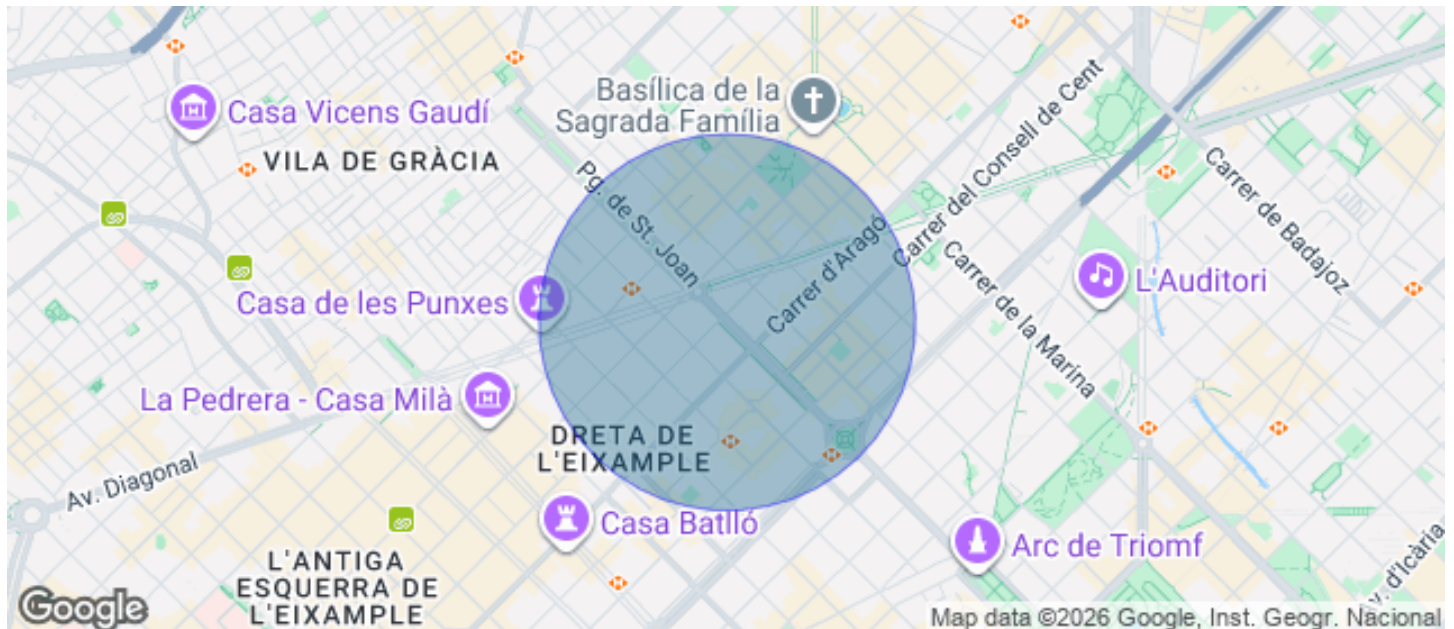 Basílica de la
Sagrada Família
Casa Vicens Gaudí
VILA DE GRÀCIA
Pg. de St. Joan
Carrer del Consell de Cent
Carrer de Badajoz
Carrer d'Aragó
Casa de les Punxes
L'Auditori
Carrer de la Marina
La Pedrera - Casa Milà
DRETA DE
L'EIXAMPLE
Av. Diagonal
Casa Batlló
Arc de Triomf
L'ANTIGA
ESQUERRA DE
L'EIXAMPLE
d'Icària
Google
Map data ©2026 Google, Inst. Geogr. Nacional